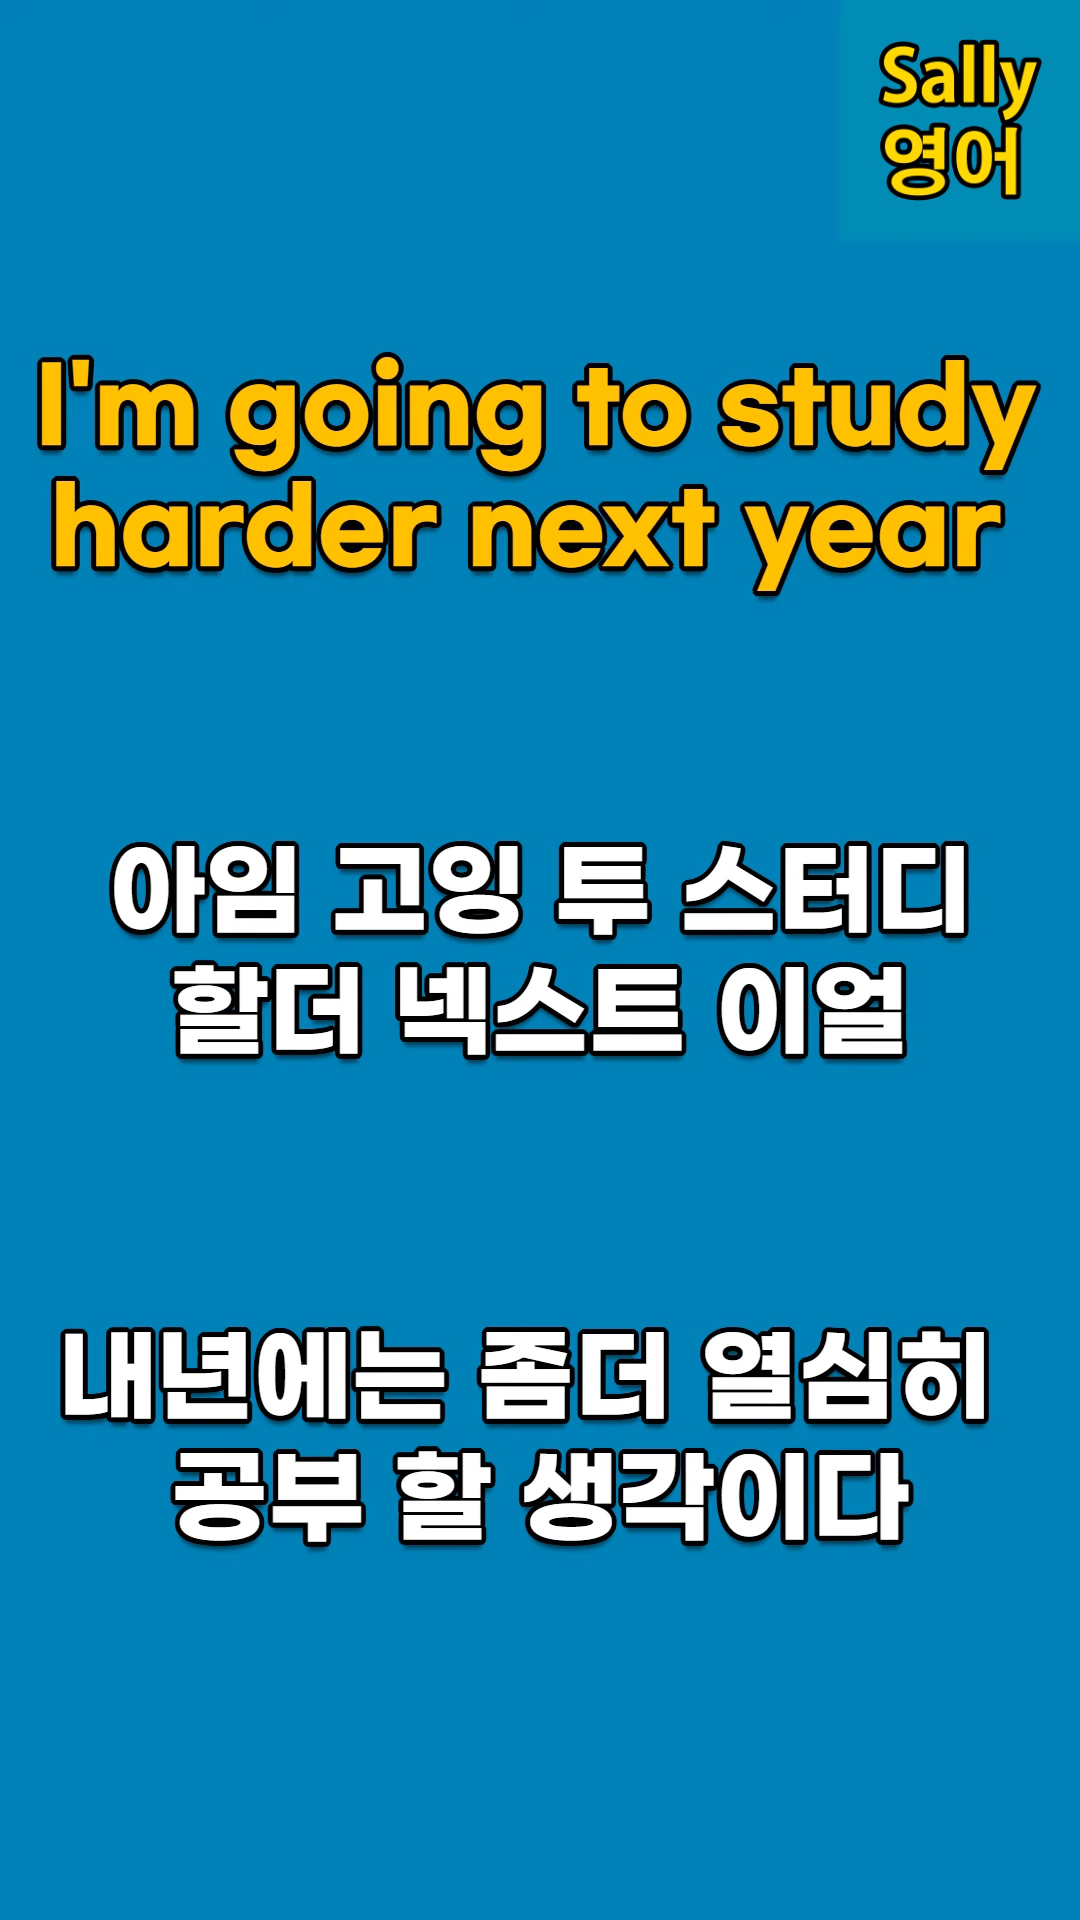 Sally
영어
I'm going to study
harder next year
아임 고잉 투 스터디
할더 넥스트 이얼
내년에는 좀더 열심히
공부 할 생각이다